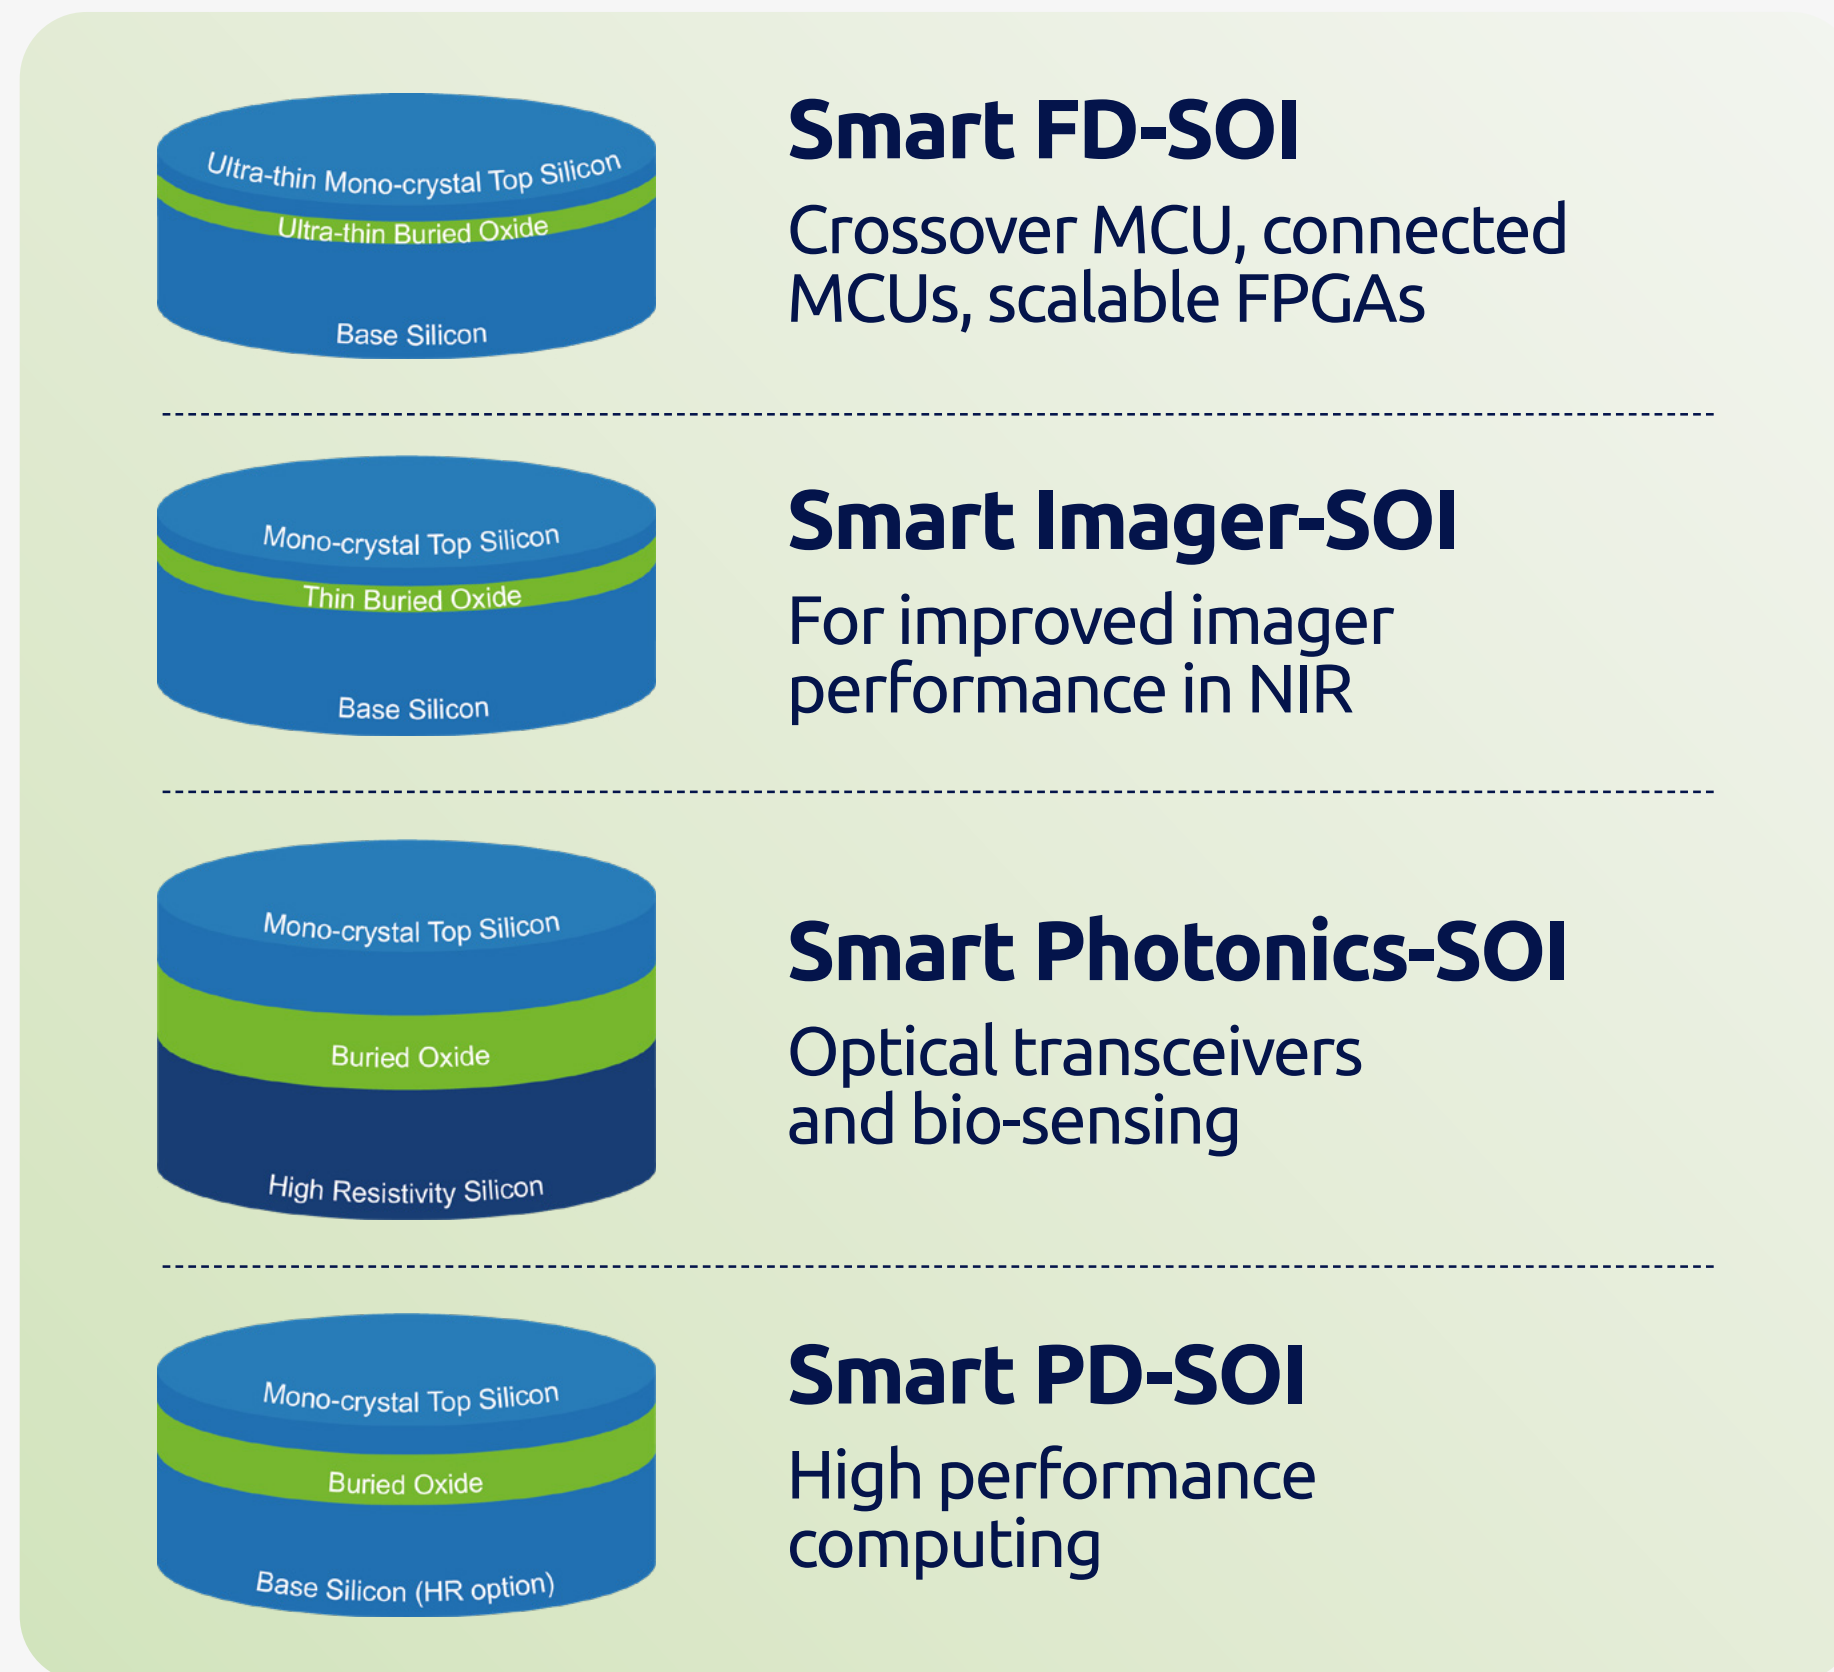 Ultra-thin Mono-crystal Top Silicon
Ultra-thin Buried Oxide
Base Silicon
Smart FD-SOI
Crossover MCU, connected
MCUs, scalable FPGAs
Mono-crystal Top Silicon
Thin Buried Oxide
Base Silicon
Smart Imager-SOI
For improved imager
performance in NIR
Mono-crystal Top Silicon
Buried Oxide
High Resistivity Silicon
Smart Photonics-SOI
Optical transceivers
and bio-sensing
Mono-crystal Top Silicon
Buried Oxide
Base Silicon (HR option)
Smart PD-SOI
High performance
computing